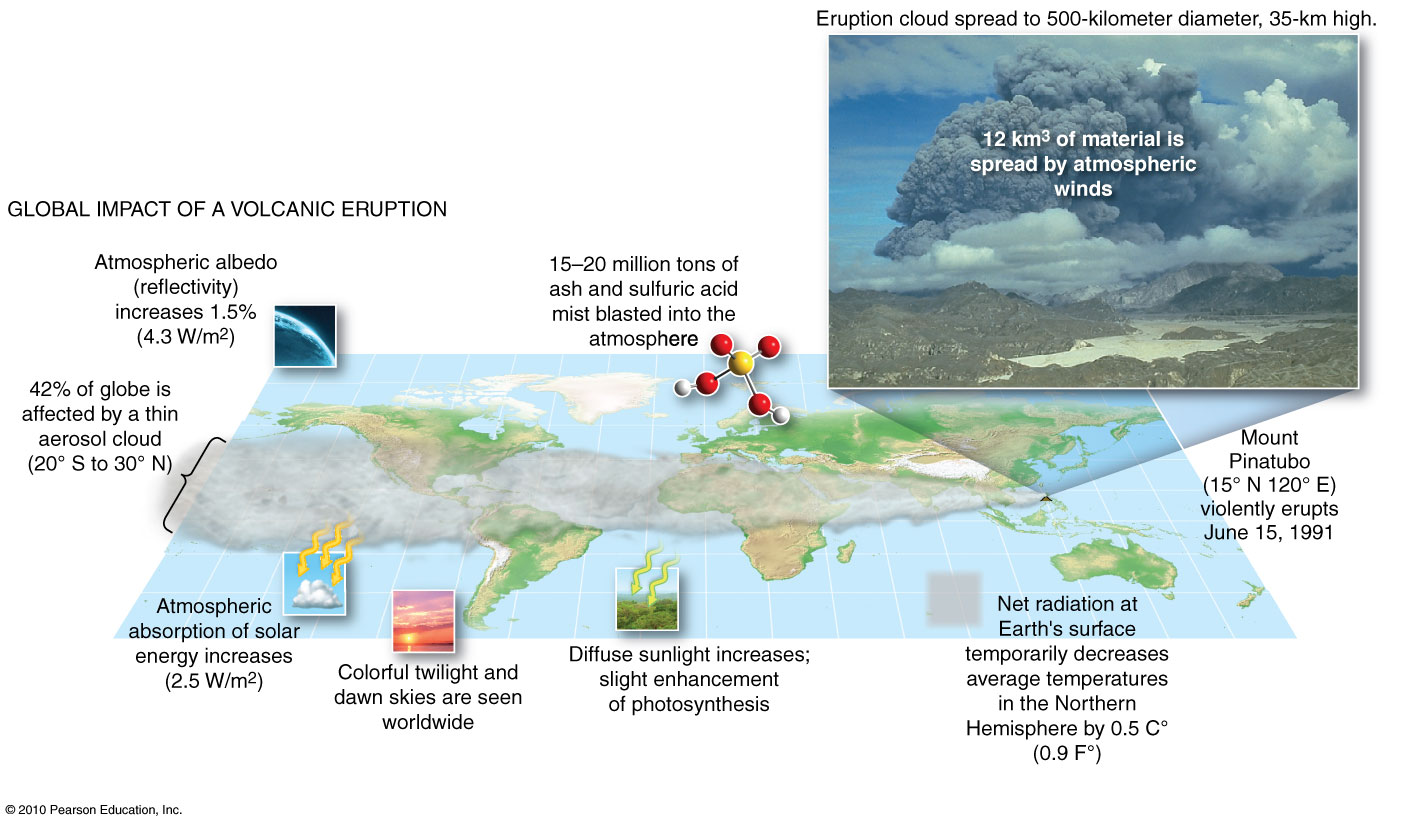 Eruption cloud spread to 500-kilometer diameter, 35-km high.
12 km³ of material is
spread by atmospheric
winds
GLOBAL IMPACT OF A VOLCANIC ERUPTION
Atmospheric albedo
(reflectivity)
increases 1.5%
(4.3 W/m²)
15–20 million tons of
ash and sulfuric acid
mist blasted into the
atmosphere
42% of globe is
affected by a thin
aerosol cloud
(20° S to 30° N)
Mount
Pinatubo
(15° N 120° E)
violently erupts
June 15, 1991
Atmospheric
absorption of solar
energy increases
(2.5 W/m²)
Colorful twilight and
dawn skies are seen
worldwide
Diffuse sunlight increases;
slight enhancement
of photosynthesis
Net radiation at
Earth's surface
temporarily decreases
average temperatures
in the Northern
Hemisphere by 0.5 C°
(0.9 F°)
© 2010 Pearson Education, Inc.